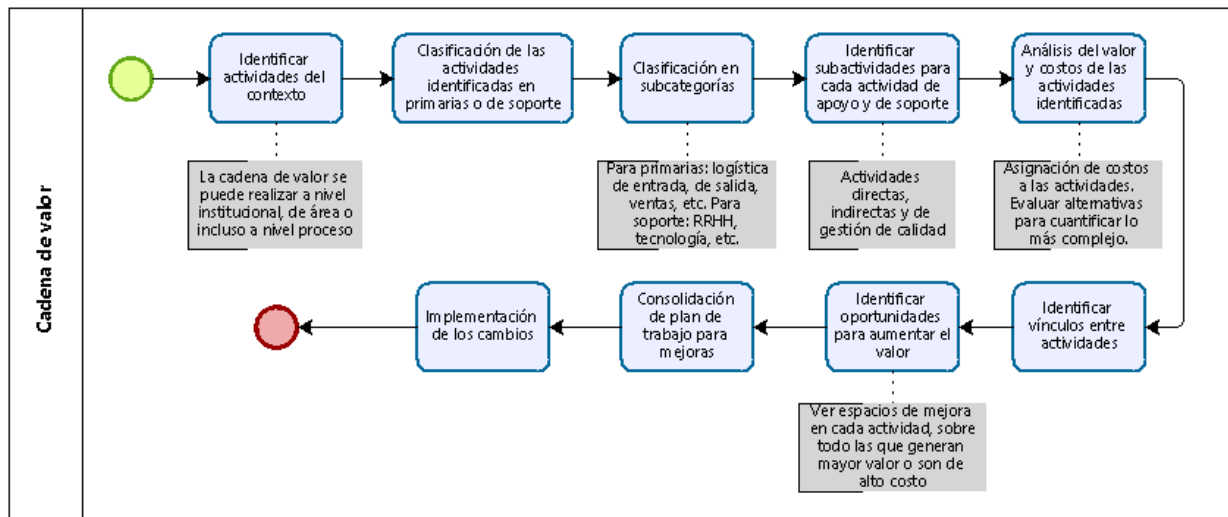 Cadena de valor
Identificar
actividades del
contexto
Clasificación de las
actividades
identificadas en
primarias o de soporte
Clasificación en
subcategorías
Identificar
subactividades para
cada actividad de
apoyo y de soporte
Análisis del valor
y costos de las
actividades
identificadas
La cadena de valor se
puede realizar a nivel
institucional, de área o
incluso a nivel proceso
Para primarias: logística
de entrada, de salida,
ventas, etc. Para
soporte: RRHH,
tecnología, etc.
Actividades
directas,
indirectas y de
gestión de calidad
Asignación de costos
a las actividades.
Evaluar alternativas
para cuantificar lo
más complejo.
Implementación
de los cambios
Consolidación
de plan de
trabajo para
mejoras
Identificar
oportunidades
para aumentar el
valor
Identificar
vínculos entre
actividades
Ver espacios de mejora
en cada actividad, sobre
todo las que generan
mayor valor o son de
alto costo